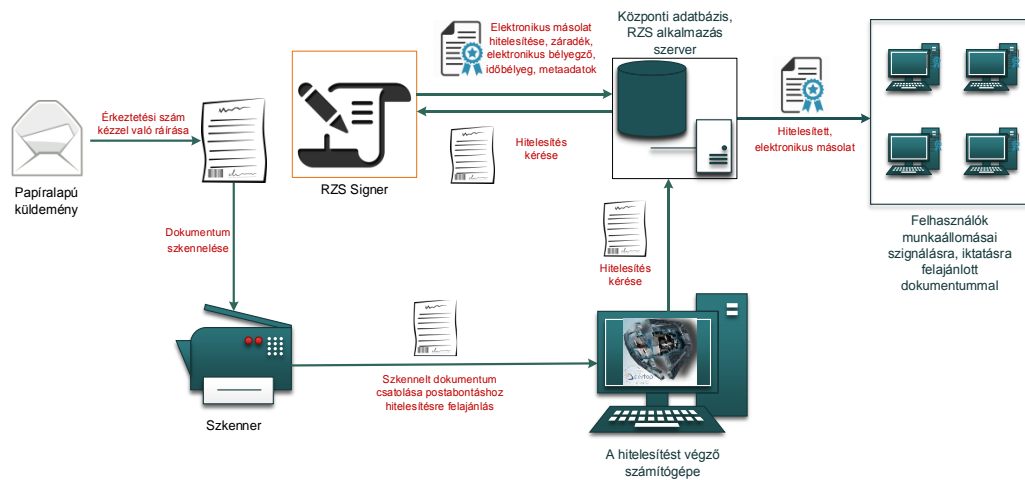 Papíralapú
küldemény
Érkeztetési szám
kézzel való ráírása
RZS Signer
Elektronikus másolat
hitelesítése, záradék,
elektronikus bélyegző,
időbélyeg, metaadatok
Hitelesítés
kérése
Központi adatbázis,
RZS alkalmazás
szerver
Hitelesített,
elektronikus másolat
Felhasználók
munkaállomásai
szignálásra, iktatásra
felajánlott
dokumentummal
Dokumentum
szkennelése
Szkenner
Szkennelt dokumentum
csatolása postabontáshoz
hitelesítésre felajánlás
Hitelesítés
kérése
A hitelesítést végző
számítógépe